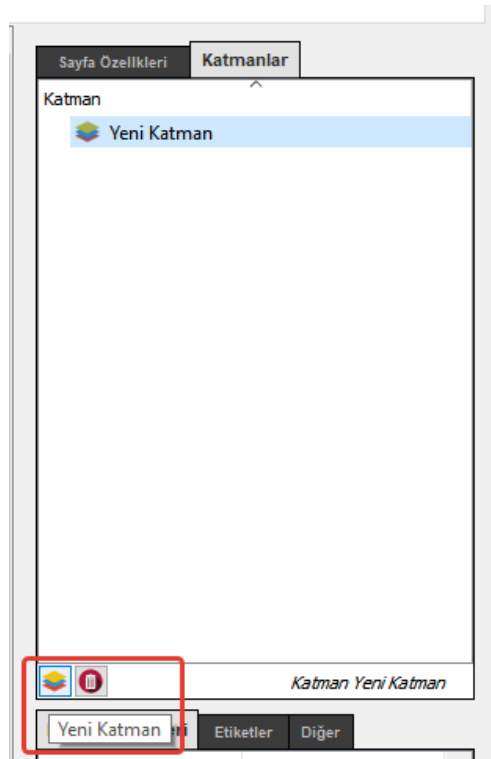 Sayfa Özellikleri Katmanlar
Katman
Yeni Katman
Katman Yeni Katman
Yeni Katman Etiketler Diğer